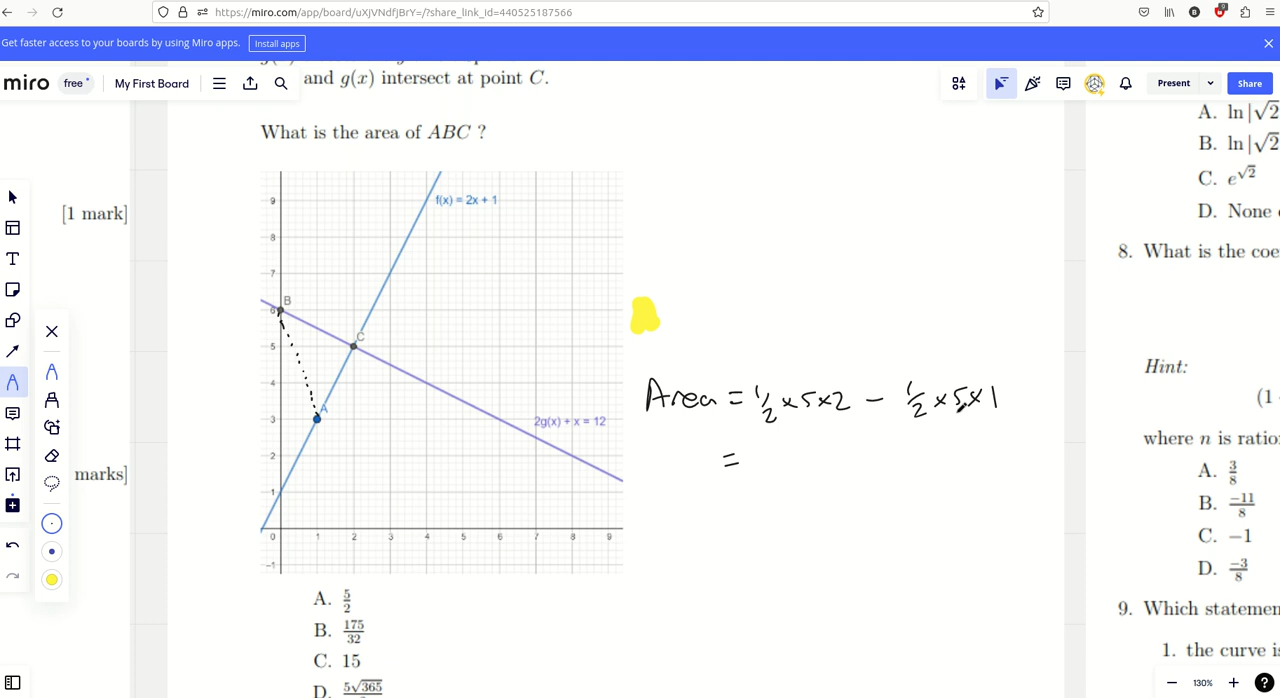 https://miro.com/app/board/uXjVNdfjBrY=/?share_link_id=440525187566
Get faster access to your boards by using Miro apps.
Install apps
miro
free
My First Board
Present
Share
and g(x) intersect at point C.
What is the area of ABC ?
[1 mark]
marks]
f(x) = 2x + 1
2g(x) + x = 12
B
C
A
9
8
7
6
5
4
3
2
1
0
-1
1 2 3 4 5 6 7 8 9
Area = 1/2 x 5 x 2 - 1/2 x 5 x 1
=
A. 5/2
B. 175/32
C. 15
D. 5√365
A. ln|√2
B. ln|√2
C. e^√2
D. None
8. What is the coe
Hint:
(1
where n is ratio
A. 3/8
B. -11/8
C. -1
D. -3/8
9. Which statemen
1. the curve is
130%